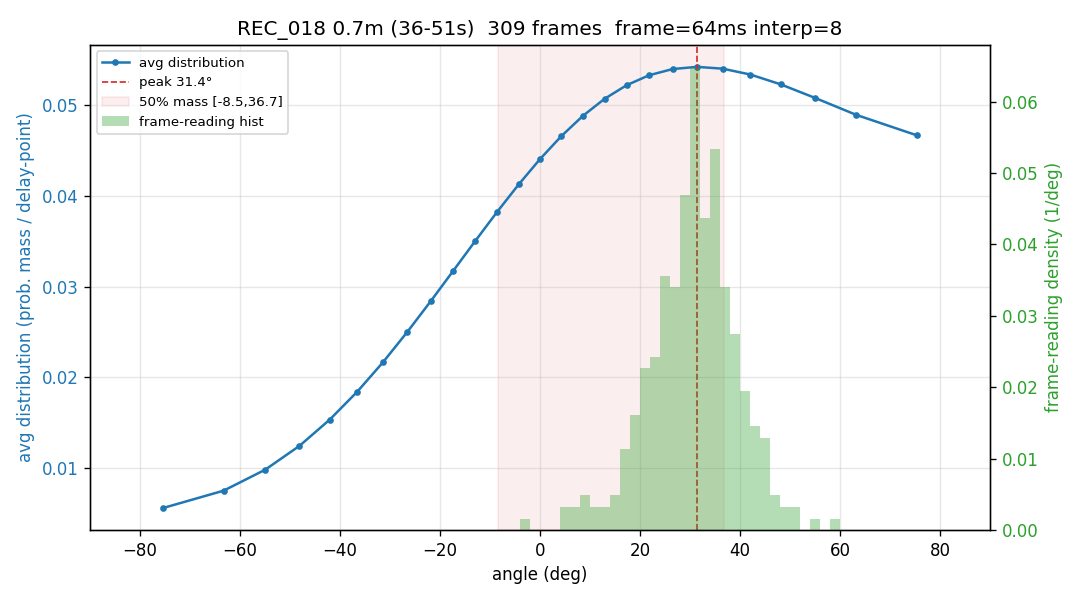 REC_018 0.7m (36-51s)  309 frames  frame=64ms interp=8
avg distribution
peak 31.4°
50% mass [-8.5,36.7]
frame-reading hist
avg distribution (prob. mass / delay-point)
0.05
0.04
0.03
0.02
0.01
frame-reading density (1/deg)
0.06
0.05
0.04
0.03
0.02
0.01
0.00
−80 −60 −40 −20 0 20 40 60 80
angle (deg)